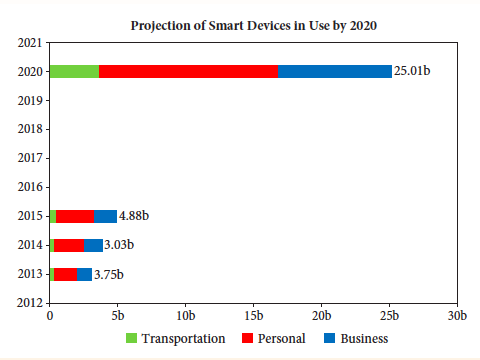 Projection of Smart Devices in Use by 2020
2021
2020
25.01b
2019
2018
2017
2016
2015
4.88b
2014
3.03b
2013
3.75b
2012
0 5b 10b 15b 20b 25b 30b
Transportation Personal Business